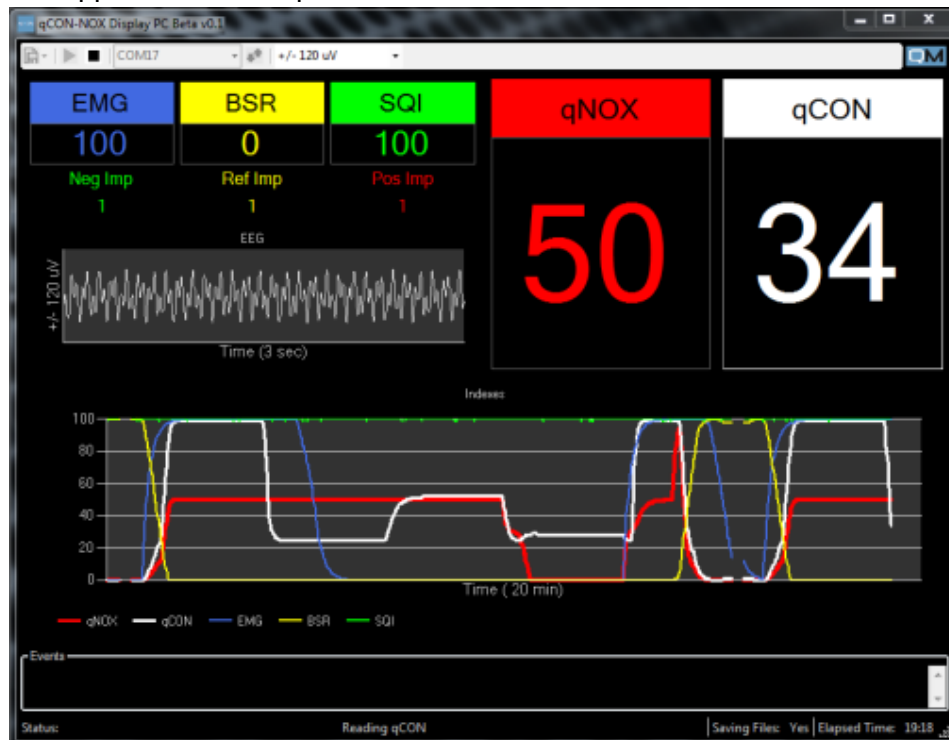 qCON-NOX Display PC Beta v0.1
COM17
+/- 120 uV
QM
EMG
BSR
SQI
qNOX
qCON
100
0
100
Neg Imp
Ref Imp
Pos Imp
1
1
1
50
34
EEG
+/- 120 uV
Time (3 sec)
Indexes
100
80
60
40
20
0
Time ( 20 min)
qNOX
qCON
EMG
BSR
SQI
Events
Status:
Reading qCON
Saving Files: Yes
Elapsed Time: 19:18